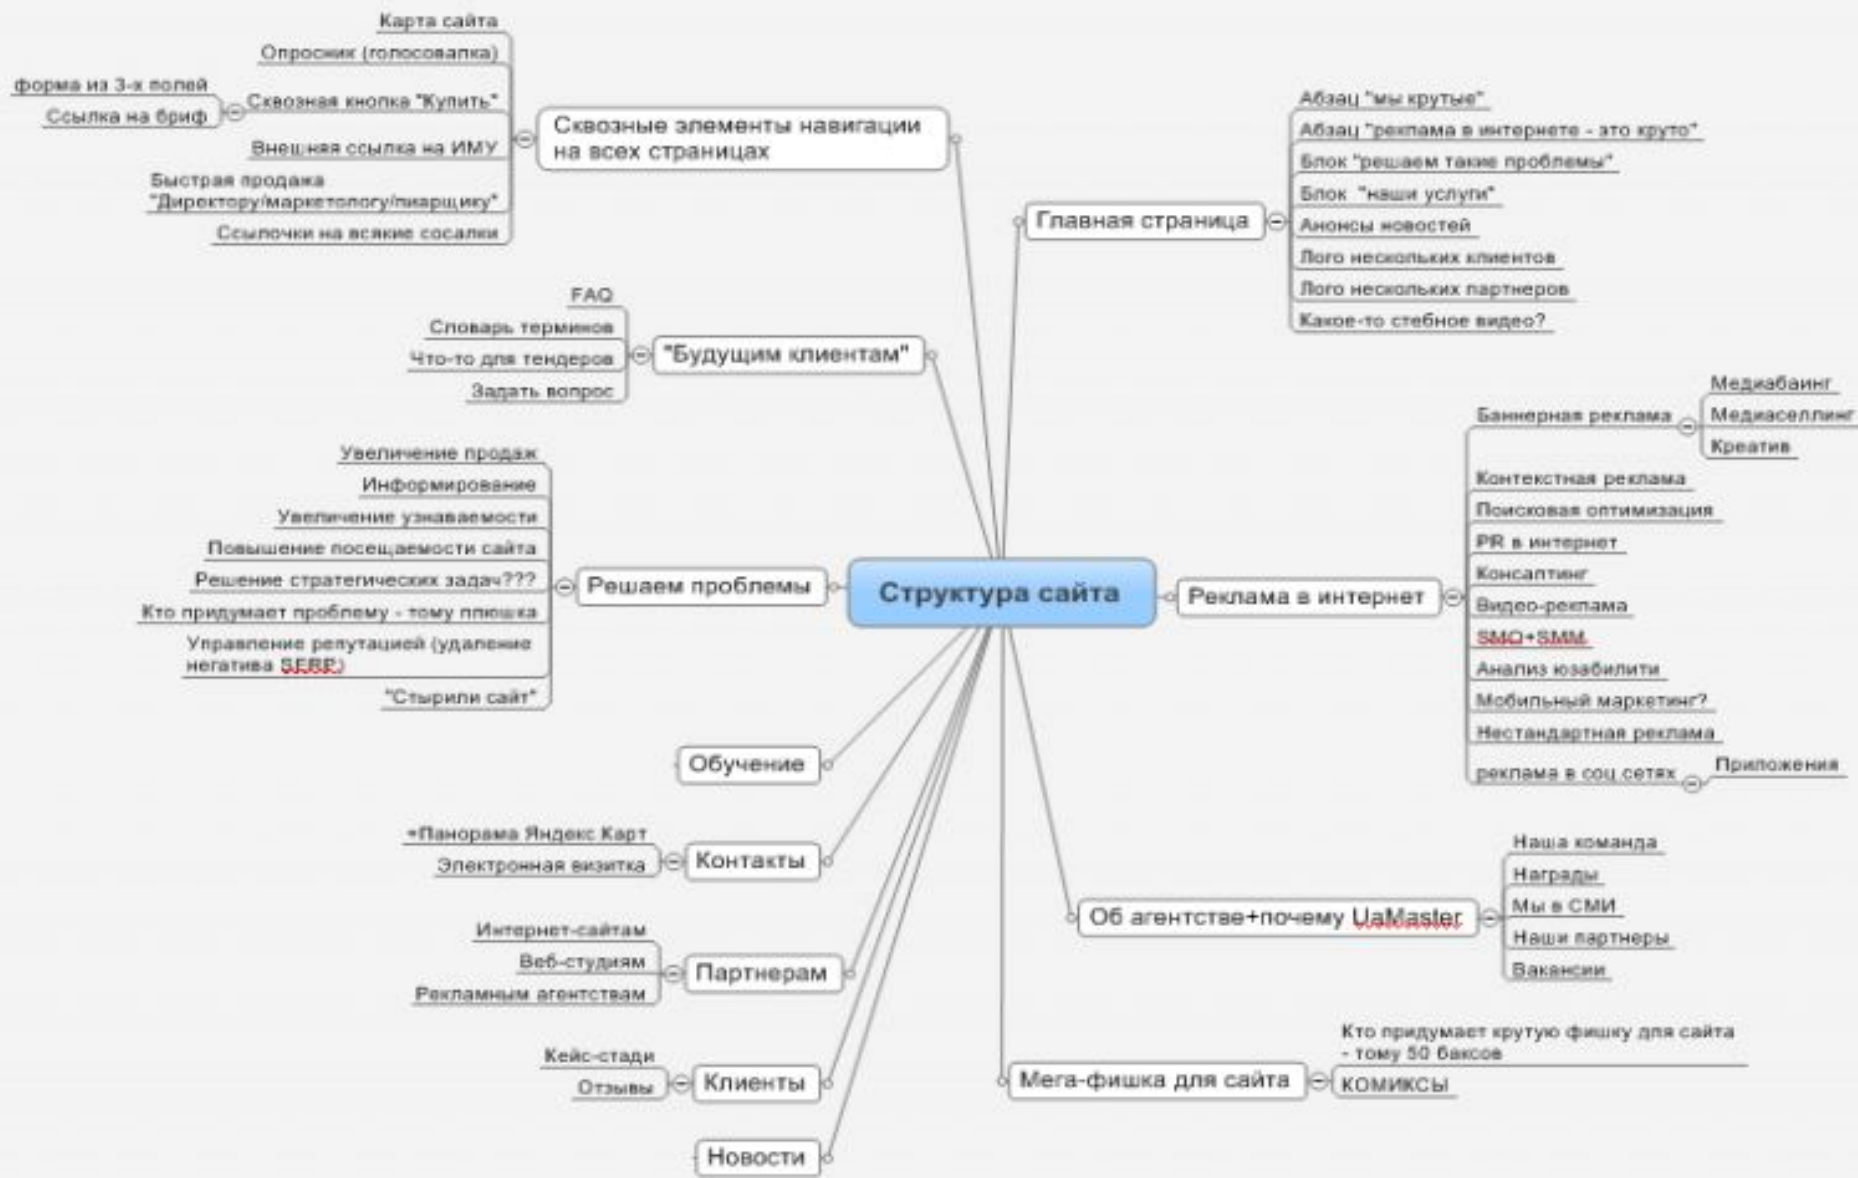 Карта сайта
Опросник (голосовалка)
форма из 3-х полей
Ссылка на бриф
Сквозная кнопка "Купить"
Внешняя ссылка на ИМУ
Быстрая продажа
"Директору/маркетологу/пиарщику"
Ссылочки на всякие сосалки
Сквозные элементы навигации
на всех страницах
FAQ
Словарь терминов
Что-то для тендеров
Задать вопрос
"Будущим клиентам"
Увеличение продаж
Информирование
Увеличение узнаваемости
Повышение посещаемости сайта
Решение стратегических задач???
Кто придумает проблему - тому плюшка
Управление репутацией (удаление
негатива SERP)
"Стырили сайт"
Решаем проблемы
Обучение
+Панорама Яндекс Карт
Электронная визитка
Контакты
Интернет-сайтам
Веб-студиям
Рекламным агентствам
Партнерам
Кейс-стади
Отзывы
Клиенты
Новости
Структура сайта
Главная страница
Абзац "мы крутые"
Абзац "реклама в интернете - это круто"
Блок "решаем такие проблемы"
Блок "наши услуги"
Анонсы новостей
Лого нескольких клиентов
Лого нескольких партнеров
Какое-то стебное видео?
Реклама в интернет
Баннерная реклама
Медиабаинг
Медиаселлинг
Креатив
Контекстная реклама
Поисковая оптимизация
PR в интернет
Консалтинг
Видео-реклама
SMO+SMM
Анализ юзабилити
Мобильный маркетинг?
Нестандартная реклама
реклама в соц сетях
Приложения
Об агентстве+почему UaMaster
Наша команда
Награды
Мы в СМИ
Наши партнеры
Вакансии
Мега-фишка для сайта
Кто придумает крутую фишку для сайта
- тому 50 баксов
КОМИКСЫ